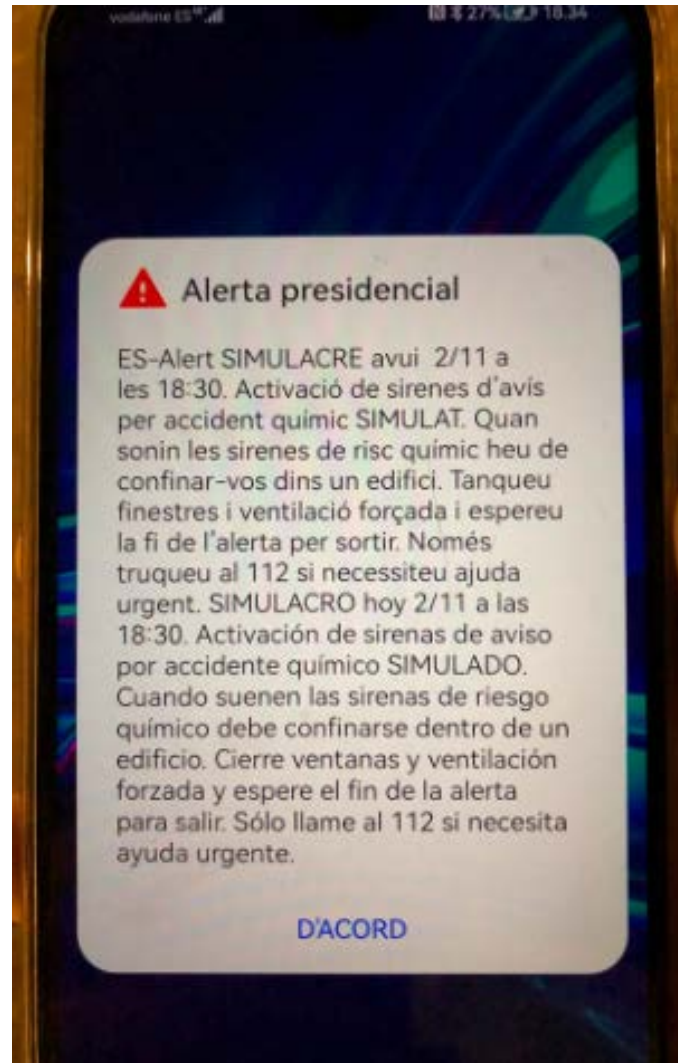 vodafone ES
27% 18:34
Alerta presidencial
ES-Alert SIMULACRE avui 2/11 a
les 18:30. Activació de sirenes d'avís
per accident químic SIMULAT. Quan
sonin les sirenes de risc químic heu de
confinar-vos dins un edifici. Tanqueu
finestres i ventilació forçada i espereu
la fi de l'alerta per sortir. Només
truqueu al 112 si necessiteu ajuda
urgent. SIMULACRO hoy 2/11 a las
18:30. Activación de sirenas de aviso
por accidente químico SIMULADO.
Cuando suenen las sirenas de riesgo
químico debe confinarse dentro de un
edificio. Cierre ventanas y ventilación
forzada y espere el fin de la alerta
para salir. Sólo llame al 112 si necesita
ayuda urgente.
D'ACORD